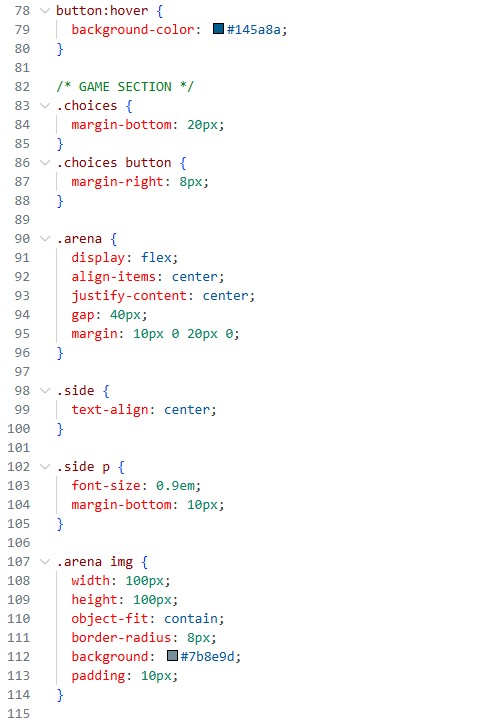 78 button:hover {
79 background-color: #145a8a;
80 }
81
82 /* GAME SECTION */
83 .choices {
84 margin-bottom: 20px;
85 }
86 .choices button {
87 margin-right: 8px;
88 }
89
90 .arena {
91 display: flex;
92 align-items: center;
93 justify-content: center;
94 gap: 40px;
95 margin: 10px 0 20px 0;
96 }
97
98 .side {
99 text-align: center;
100 }
101
102 .side p {
103 font-size: 0.9em;
104 margin-bottom: 10px;
105 }
106
107 .arena img {
108 width: 100px;
109 height: 100px;
110 object-fit: contain;
111 border-radius: 8px;
112 background: #7b8e9d;
113 padding: 10px;
114 }
115